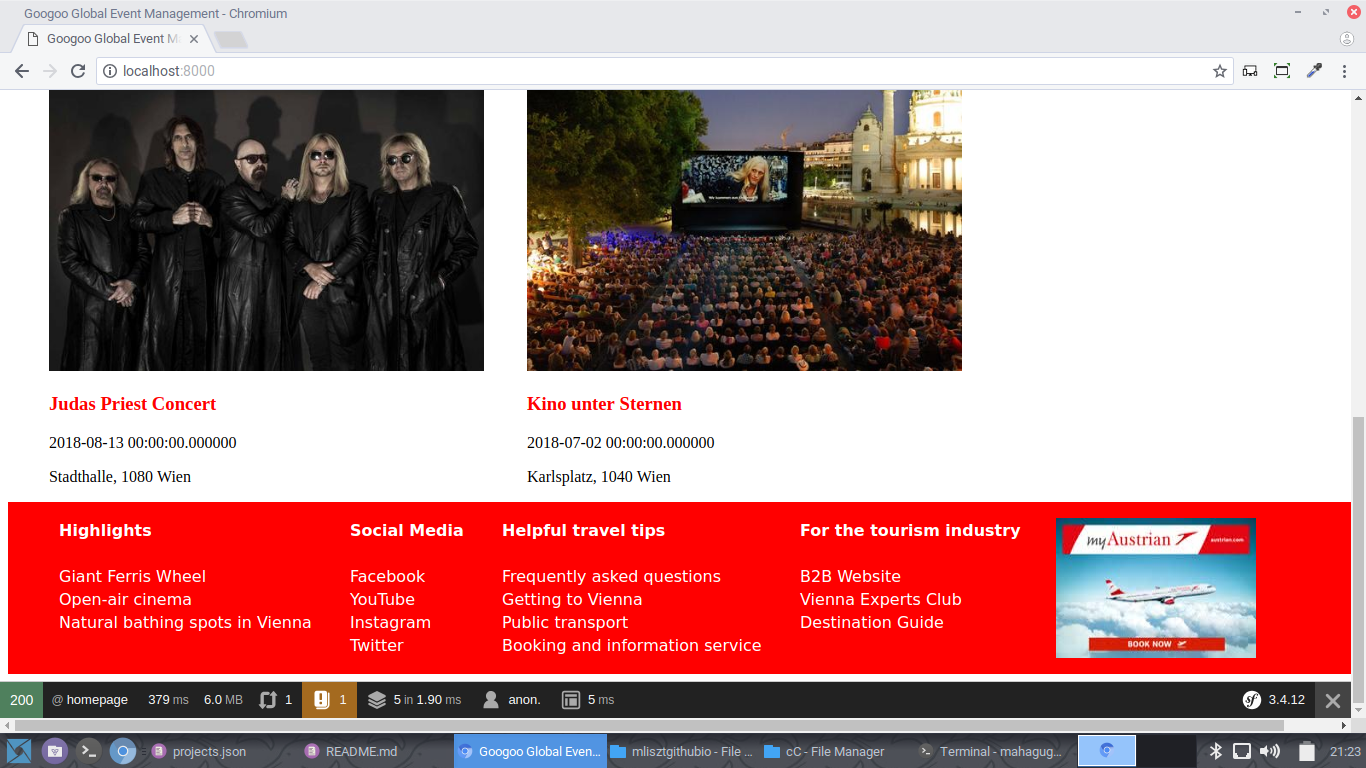 Googoo Global Event Management - Chromium
Googoo Global Event M
localhost:8000
Judas Priest Concert
Kino unter Sternen
2018-08-13 00:00:00.000000
2018-07-02 00:00:00.000000
Stadthalle, 1080 Wien
Karlsplatz, 1040 Wien
Highlights
Giant Ferris Wheel
Open-air cinema
Natural bathing spots in Vienna
Social Media
Facebook
YouTube
Instagram
Twitter
Helpful travel tips
Frequently asked questions
Getting to Vienna
Public transport
Booking and information service
For the tourism industry
B2B Website
Vienna Experts Club
Destination Guide
myAustrian
austrian.com
BOOK NOW
200 @ homepage 379 ms 6.0 MB 1 1 5 in 1.90 ms anon. 5 ms sf 3.4.12
projects.json README.md Googoo Global Even... mlisztgithubio - File ... cC - File Manager Terminal - mahagug... 21:23